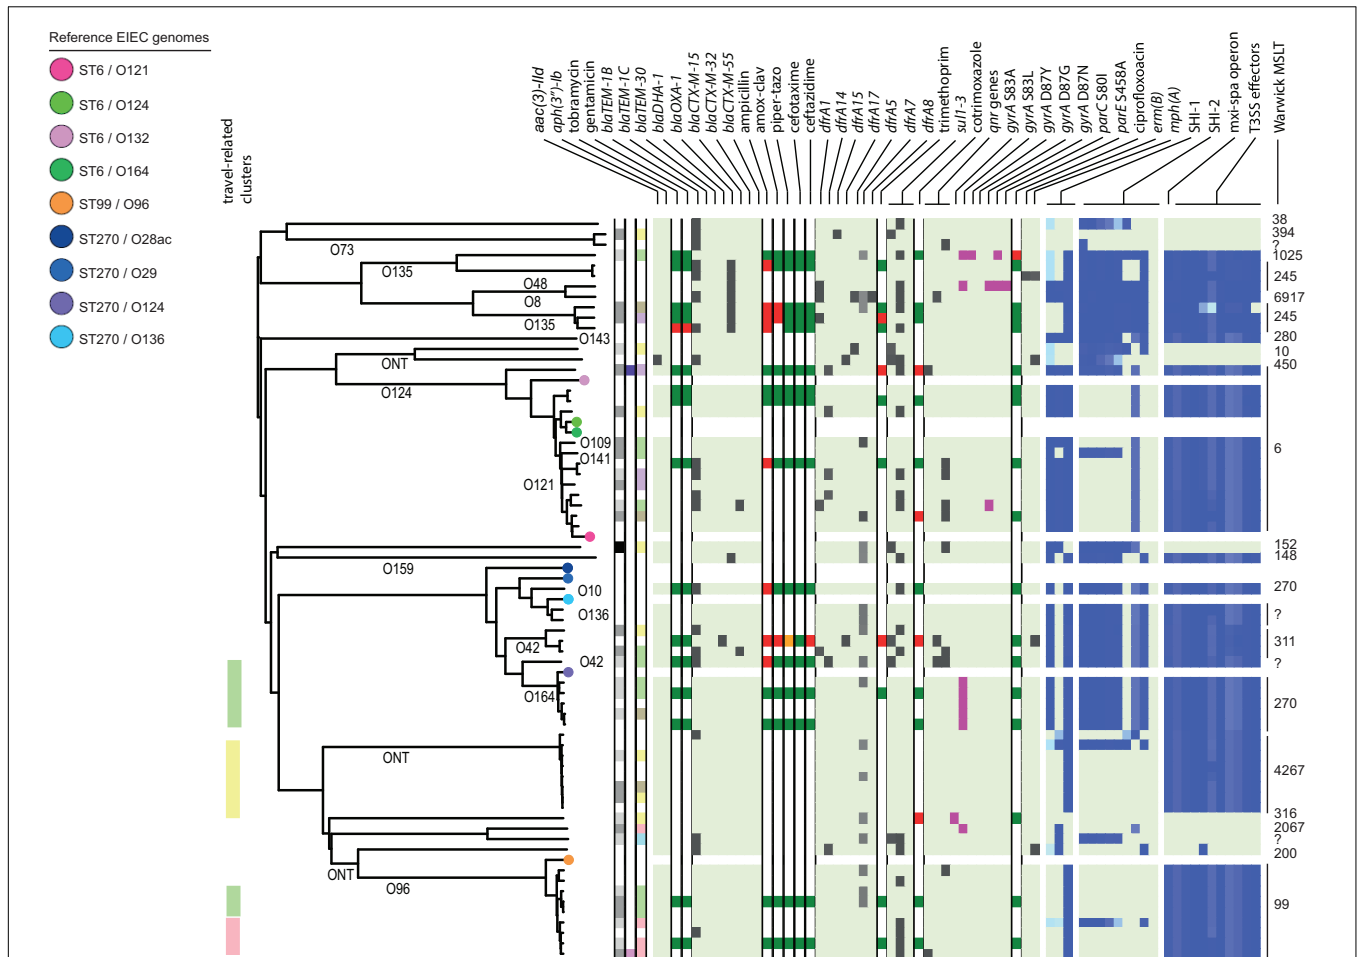 Reference EIEC genomes
ST6 / O121
ST6 / O124
ST6 / O132
ST6 / O164
ST99 / O96
ST270 / O28ac
ST270 / O29
ST270 / O124
ST270 / O136
travel-related
clusters
aac(3)-IId
aph(3")-Ib
tobramycin
gentamicin
blaTEM-1B
blaTEM-1C
blaTEM-30
blaDHA-1
blaOXA-1
blaCTX-M-15
blaCTX-M-32
blaCTX-M-55
ampicilin
amox-clav
piper-tazo
cefotaxime
ceftazidime
dfrA1
dfrA14
dfrA15
dfrA17
dfrA5
dfrA7
dfrA8
trimethoprim
sul1-3
cotrimoxazole
qnr genes
gyrA S83A
gyrA S83L
gyrA D87Y
gyrA D87G
gyrA D87N
parC S80I
parE S458A
ciprofloxoacin
erm(B)
mph(A)
SHI-1
SHI-2
mxi-spa operon
T3SS effectors
Warwick MSLT
O73
O135
O48
O8
O135
O143
ONT
O124
O109
O141
O121
O159
O10
O136
O42
O42
O164
ONT
ONT
O96
38
394
?
1025
245
6917
245
280
10
450
6
152
148
270
?
311
?
270
4267
316
2067
?
200
99